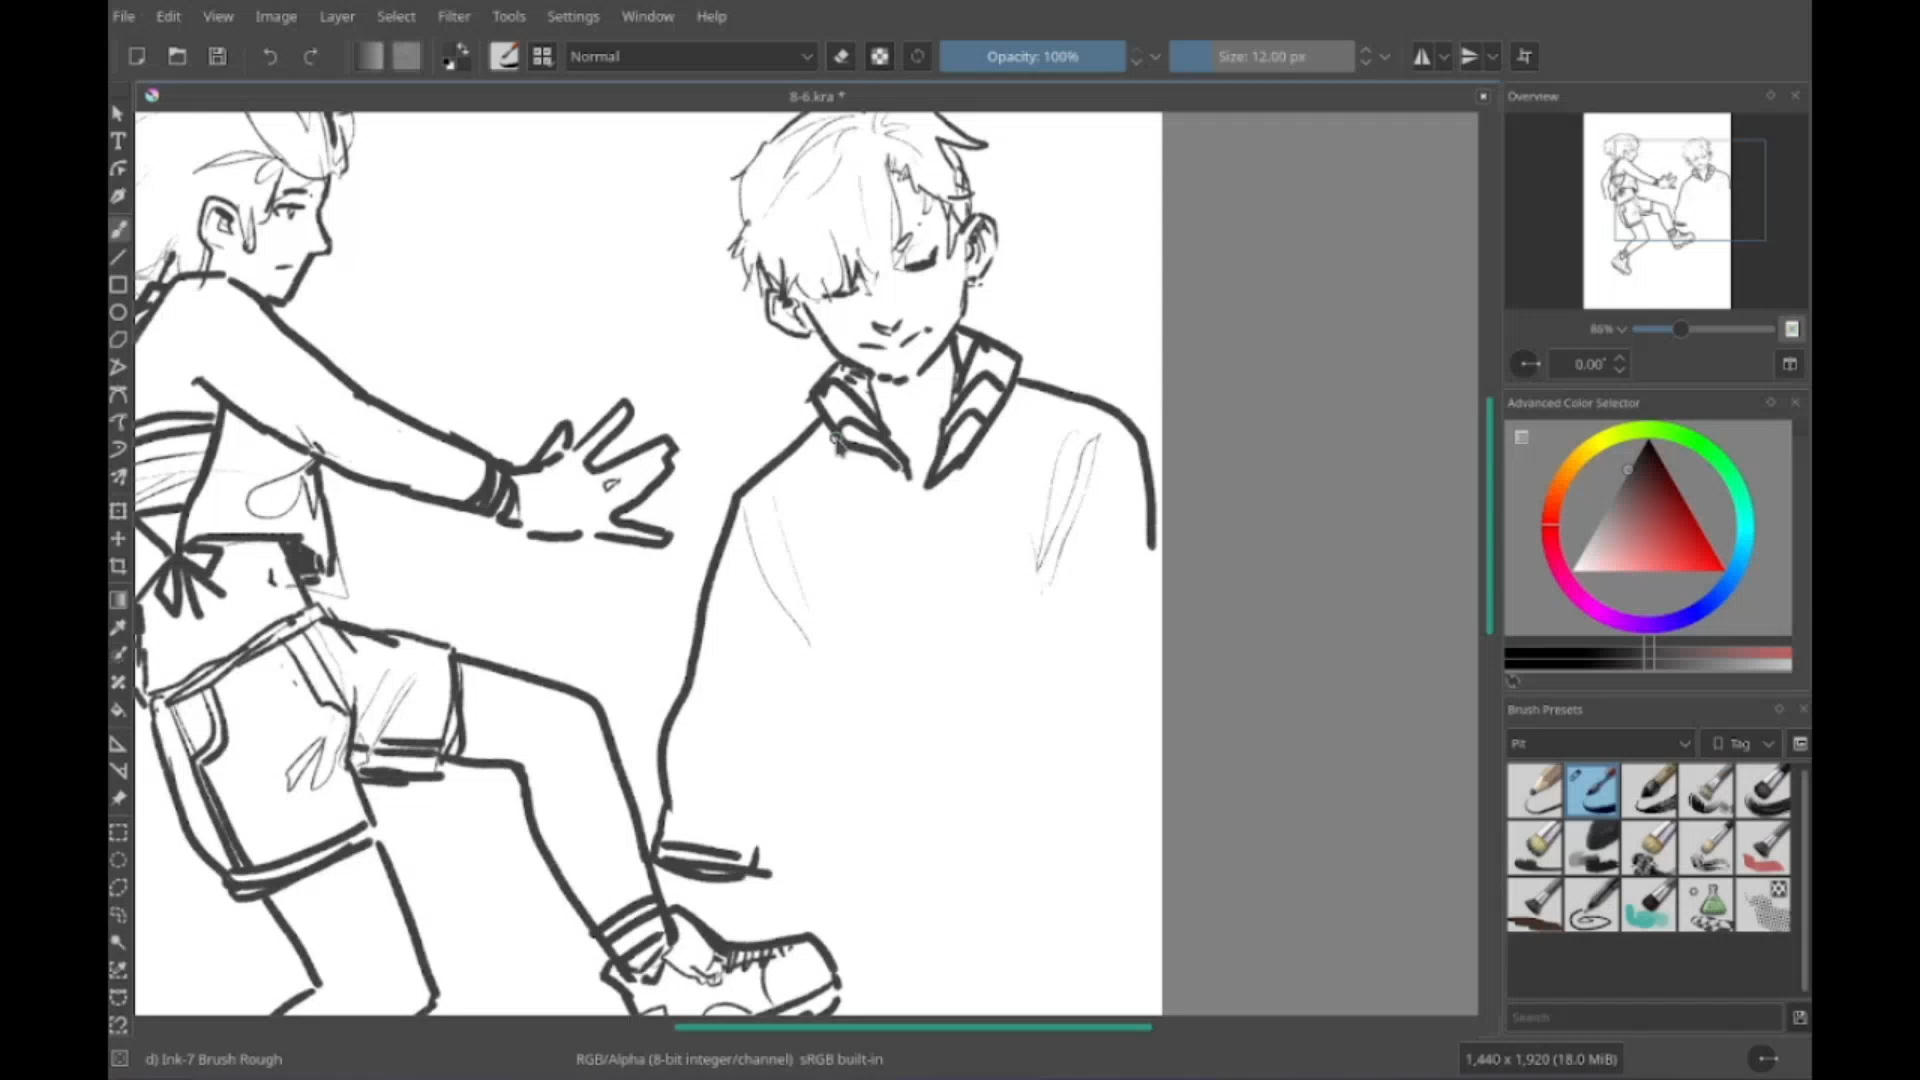 File Edit View Image Layer Select Filter Tools Settings Window Help
Normal
Opacity: 100%
Size: 12.00 px
8-6.kra *
Overview
86%
0.00°
Advanced Color Selector
Brush Presets
Pit
Tag
Search
d) Ink-7 Brush Rough
RGB/Alpha (8-bit integer/channel) sRGB built-in
1,440 x 1,920 (18.0 MiB)